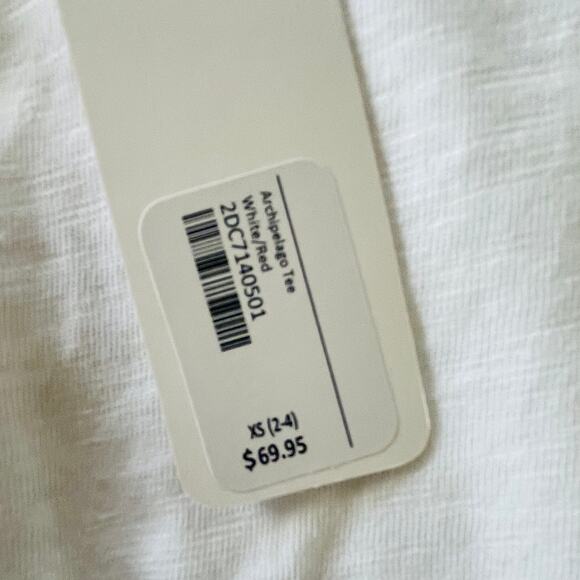 Archipelago Tee
White/Red
2DC7140501
XS (2-4)
$69.95